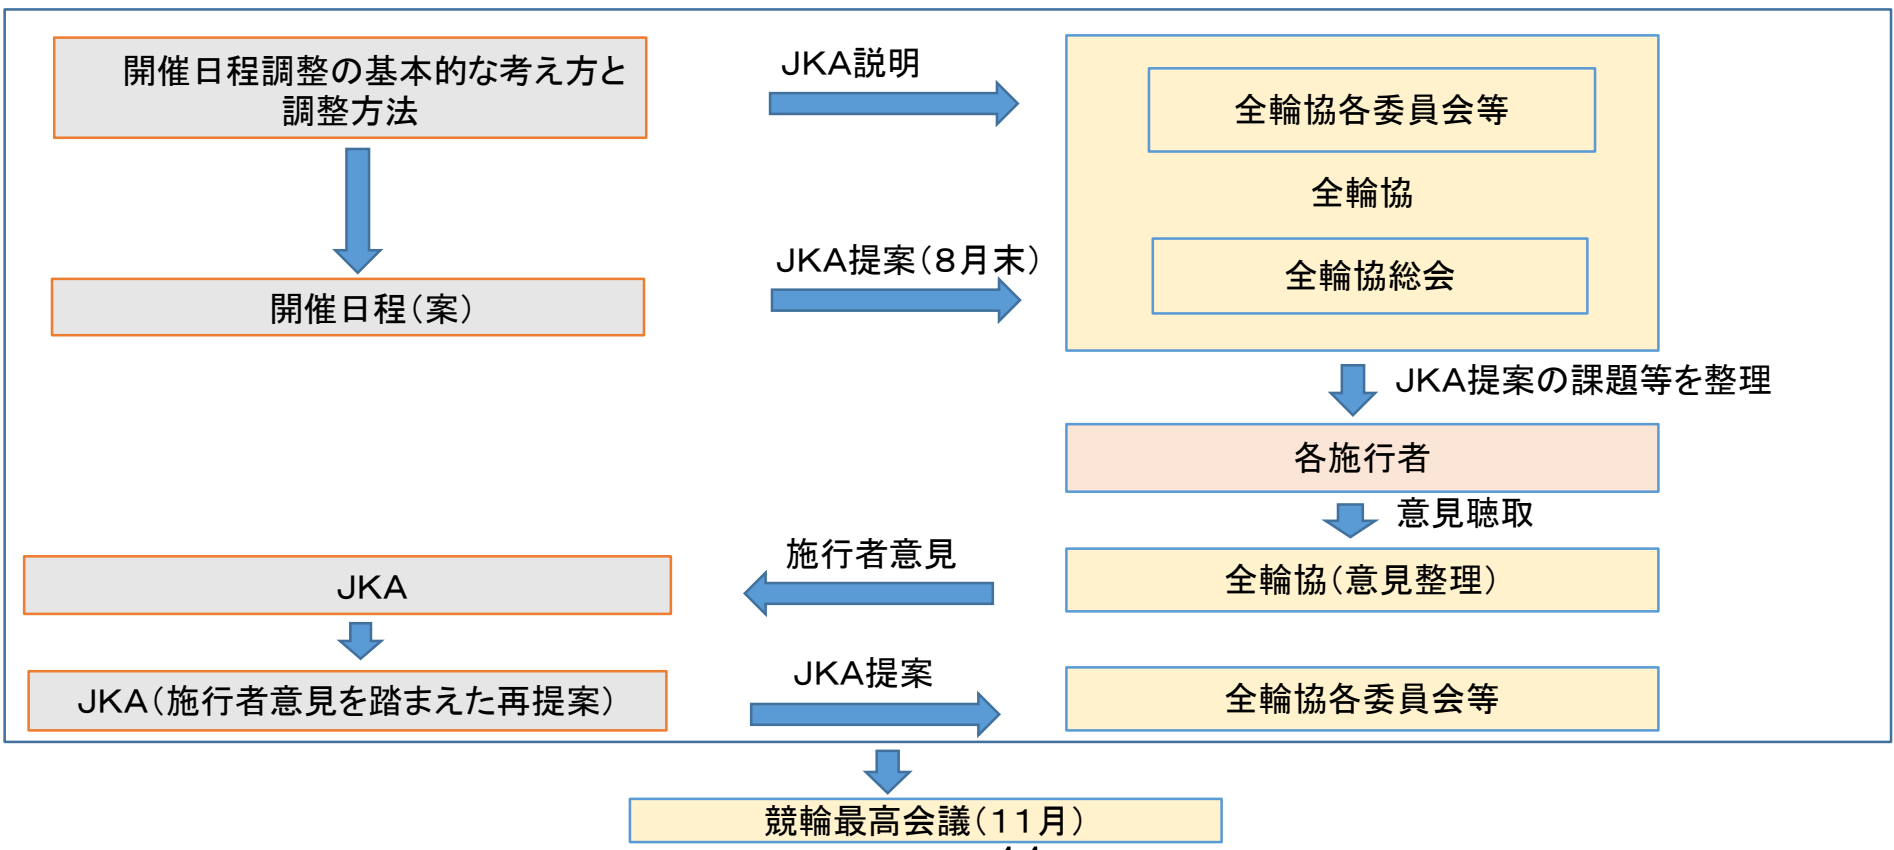 開催日程調整の基本的な考え方と
調整方法
JKA説明
全輪協各委員会等
全輪協
JKA提案（8月末）
全輪協総会
開催日程（案）
JKA提案の課題等を整理
各施行者
意見聴取
施行者意見
全輪協（意見整理）
JKA
JKA提案
JKA（施行者意見を踏まえた再提案）
全輪協各委員会等
競輪最高会議（11月）